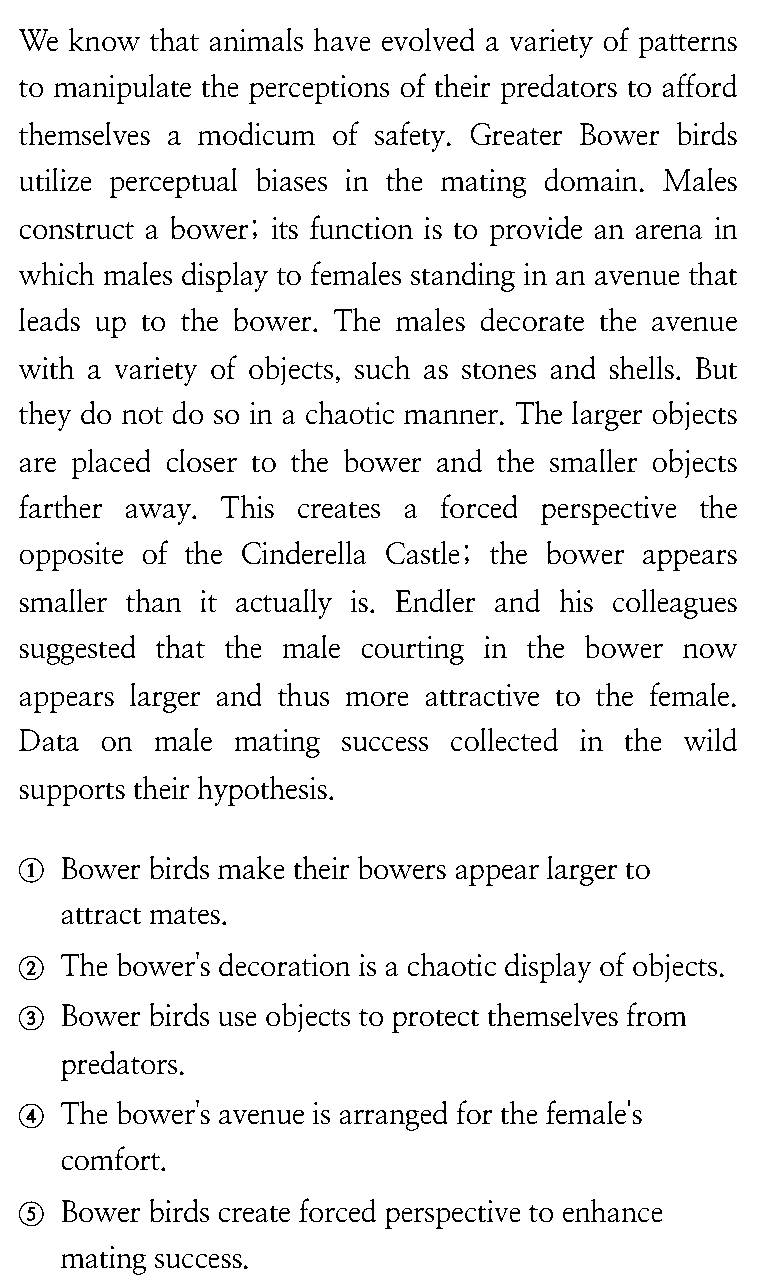 We know that animals have evolved a variety of patterns
to manipulate the perceptions of their predators to afford
themselves a modicum of safety. Greater Bower birds
utilize perceptual biases in the mating domain. Males
construct a bower; its function is to provide an arena in
which males display to females standing in an avenue that
leads up to the bower. The males decorate the avenue
with a variety of objects, such as stones and shells. But
they do not do so in a chaotic manner. The larger objects
are placed closer to the bower and the smaller objects
farther away. This creates a forced perspective the
opposite of the Cinderella Castle; the bower appears
smaller than it actually is. Endler and his colleagues
suggested that the male courting in the bower now
appears larger and thus more attractive to the female.
Data on male mating success collected in the wild
supports their hypothesis.
① Bower birds make their bowers appear larger to
attract mates.
② The bower's decoration is a chaotic display of objects.
③ Bower birds use objects to protect themselves from
predators.
④ The bower's avenue is arranged for the female's
comfort.
⑤ Bower birds create forced perspective to enhance
mating success.